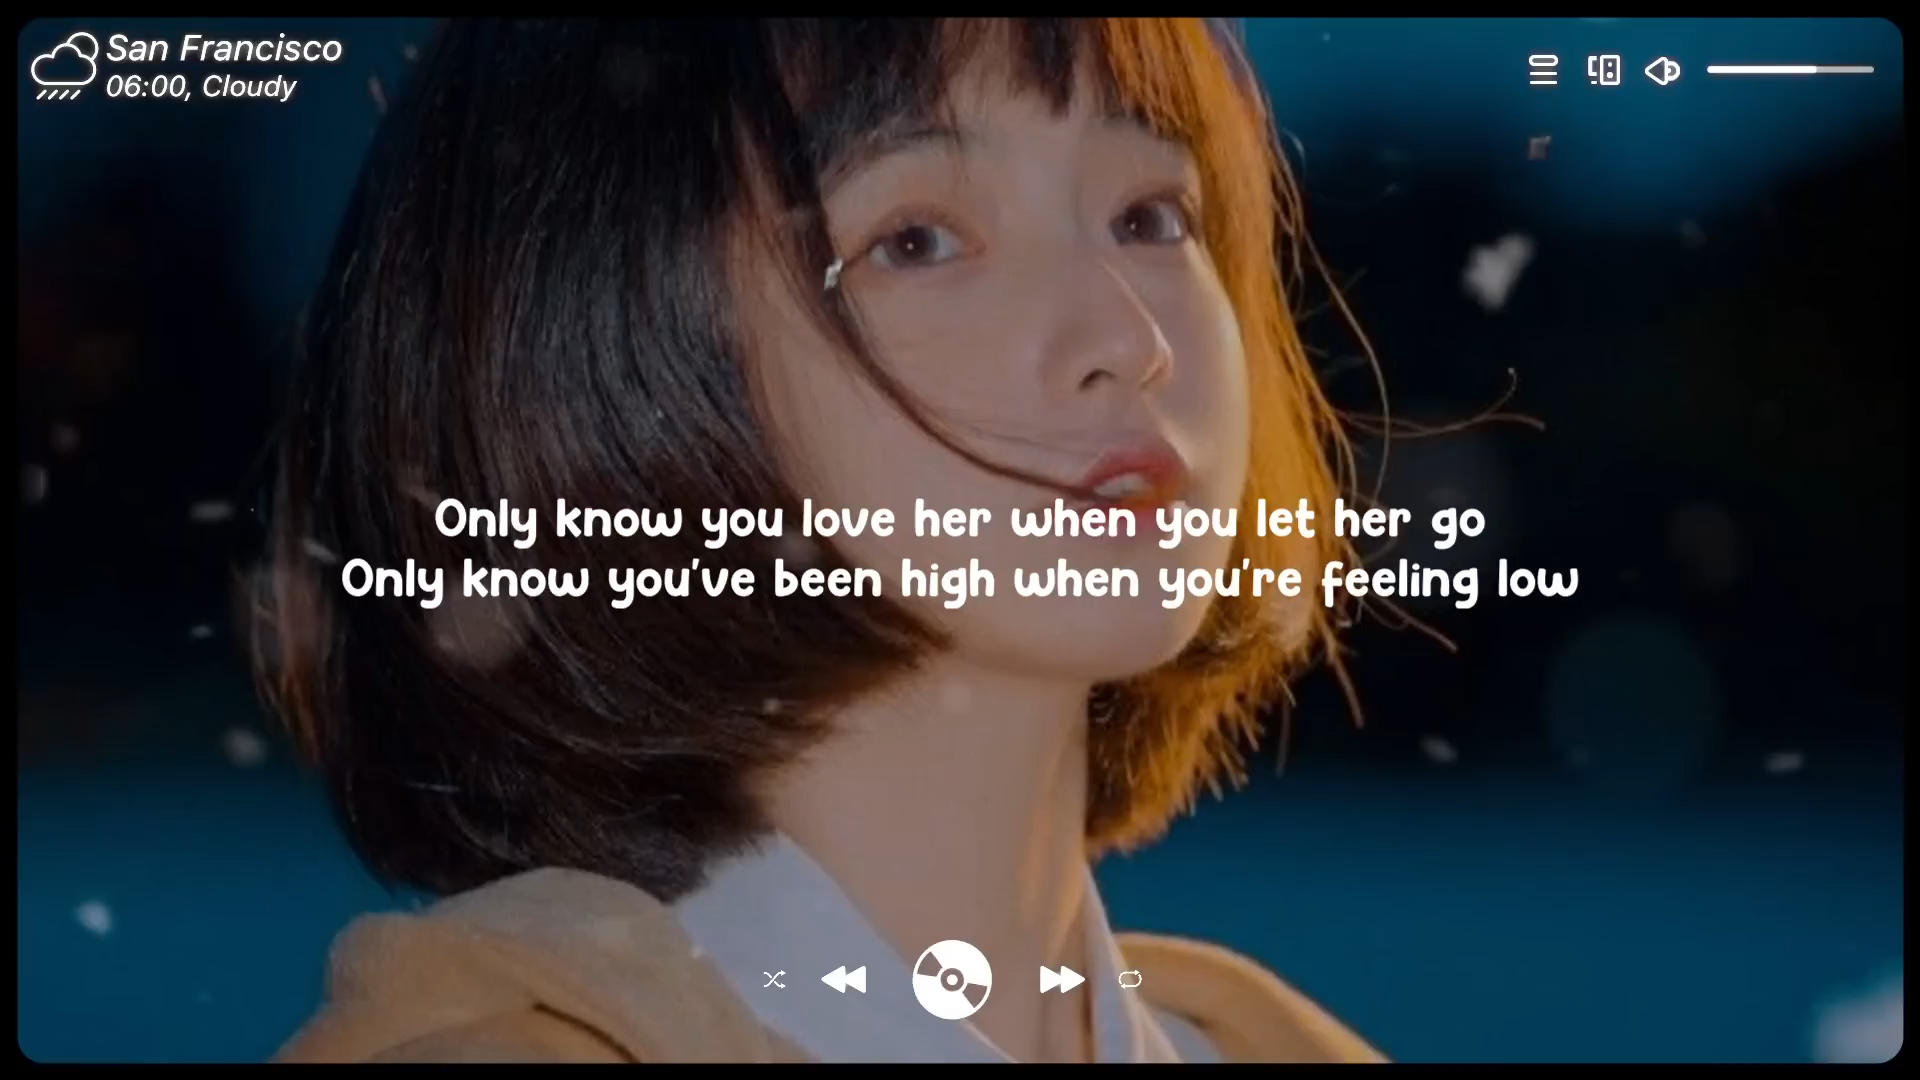 San Francisco
06:00, Cloudy
Only know you love her when you let her go
Only know you've been high when you're feeling low